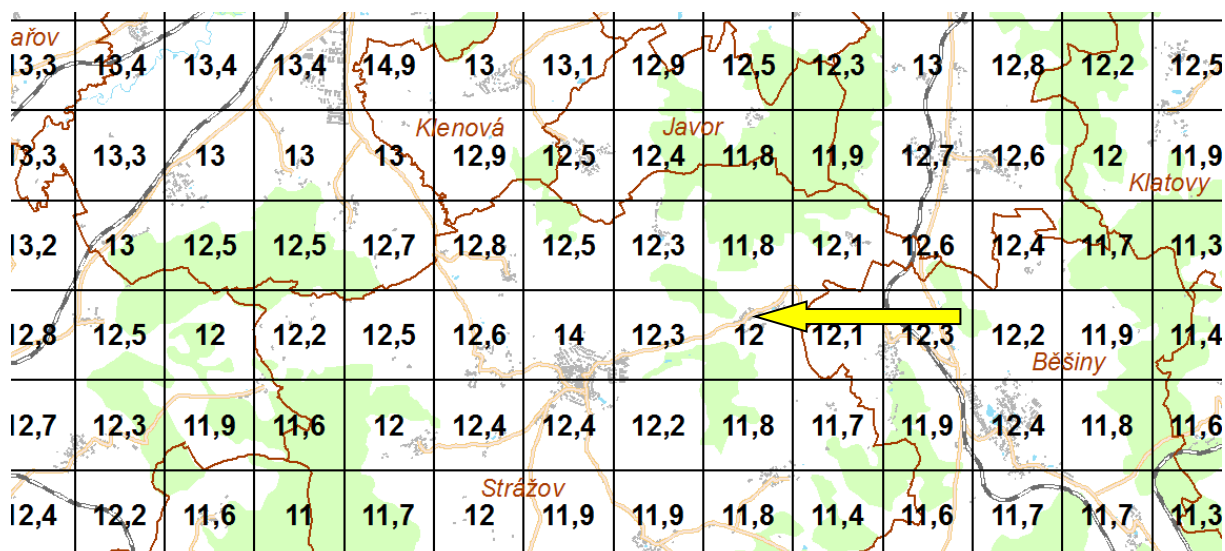 ařov
13,3 13,4 13,4 13,4 14,9 13 13,1 12,9 12,5 12,3 13 12,8 12,2 12,5
Klenová Javor
13,3 13,3 13 13 13 12,9 12,5 12,4 11,8 11,9 12,7 12,6 12 11,9
Klatovy
13,2 13 12,5 12,5 12,7 12,8 12,5 12,3 11,8 12,1 12,6 12,4 11,7 11,3
12,8 12,5 12 12,2 12,5 12,6 14 12,3 12 12,1 12,3 12,2 11,9 11,4
Běšiny
12,7 12,3 11,9 11,6 12 12,4 12,4 12,2 11,8 11,7 11,9 12,4 11,8 11,6
Strážov
12,4 12,2 11,6 11 11,7 12 11,9 11,9 11,8 11,4 11,6 11,7 11,7 11,3